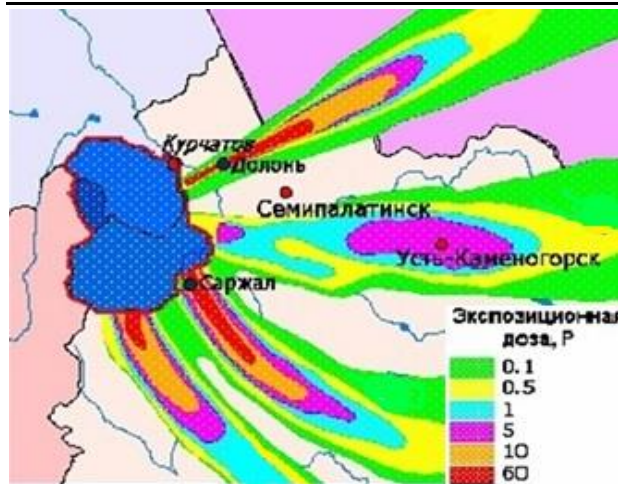 Курчатов
Долонь
Семипалатинск
Усть-Каменогорск
Саржал
Экспозиционная
доза, Р
0.1
0.5
1
5
10
60